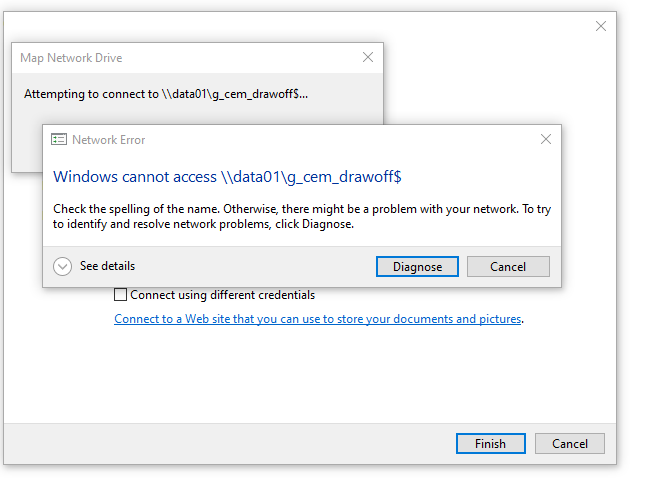 Map Network Drive
Attempting to connect to \\data01\g_cem_drawoff$...
Network Error
Windows cannot access \\data01\g_cem_drawoff$
Check the spelling of the name. Otherwise, there might be a problem with your network. To try
to identify and resolve network problems, click Diagnose.
See details
Diagnose
Cancel
Connect using different credentials
Connect to a Web site that you can use to store your documents and pictures.
Finish
Cancel